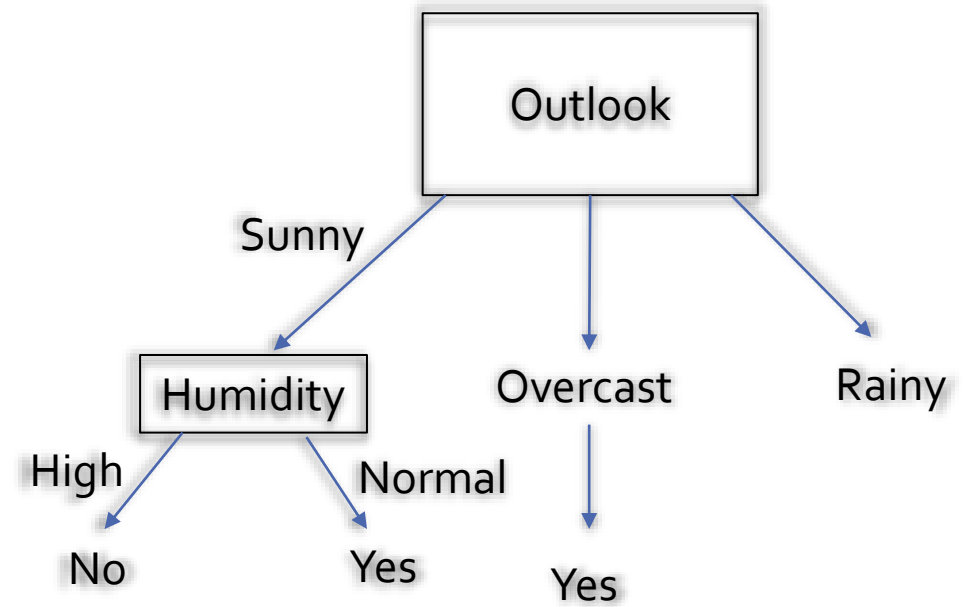 Outlook
Sunny
Humidity
Overcast
Rainy
High
Normal
No
Yes
Yes